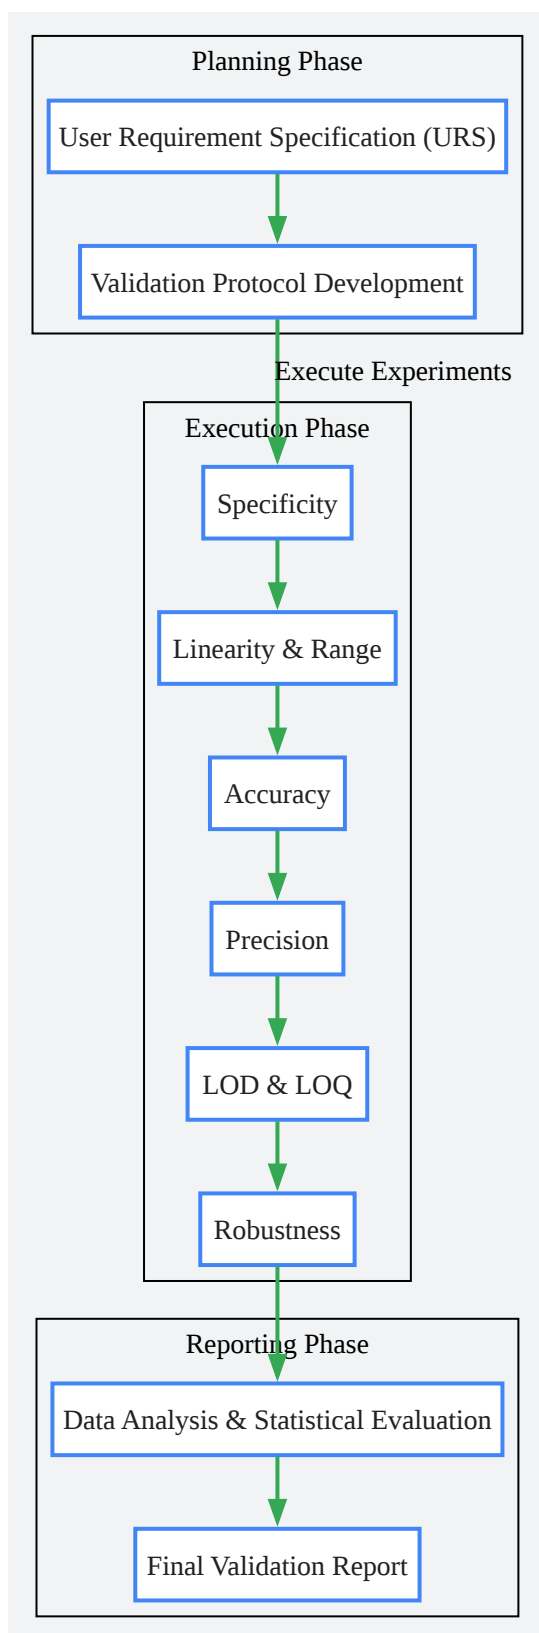 Planning Phase
User Requirement Specification (URS)
Validation Protocol Development
Execute Experiments
Execution Phase
Specificity
Linearity & Range
Accuracy
Precision
LOD & LOQ
Robustness
Reporting Phase
Data Analysis & Statistical Evaluation
Final Validation Report